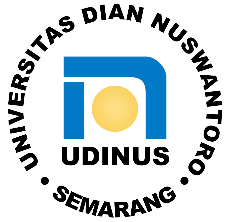 UNIVERSITAS DIAN NUSWANTORO
UDINUS
• SEMARANG •